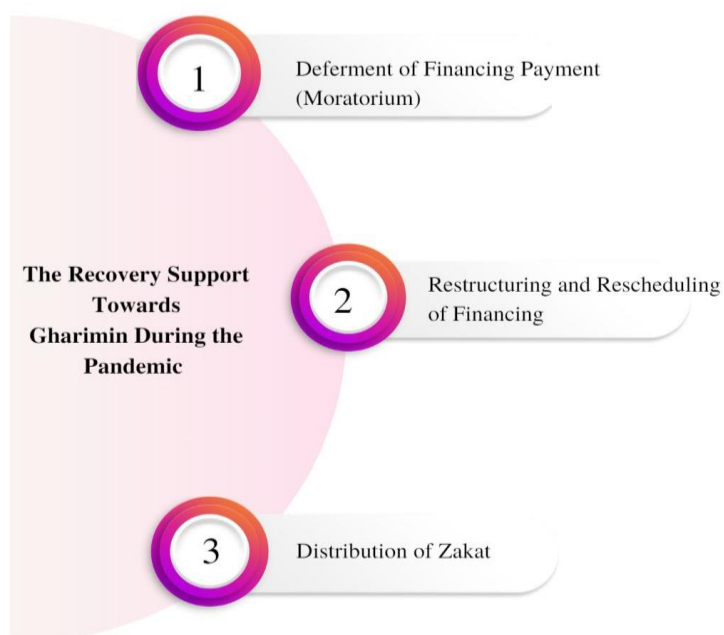 The Recovery Support
Towards
Gharimin During the
Pandemic
1
Deferment of Financing Payment
(Moratorium)
2
Restructuring and Rescheduling
of Financing
3
Distribution of Zakat